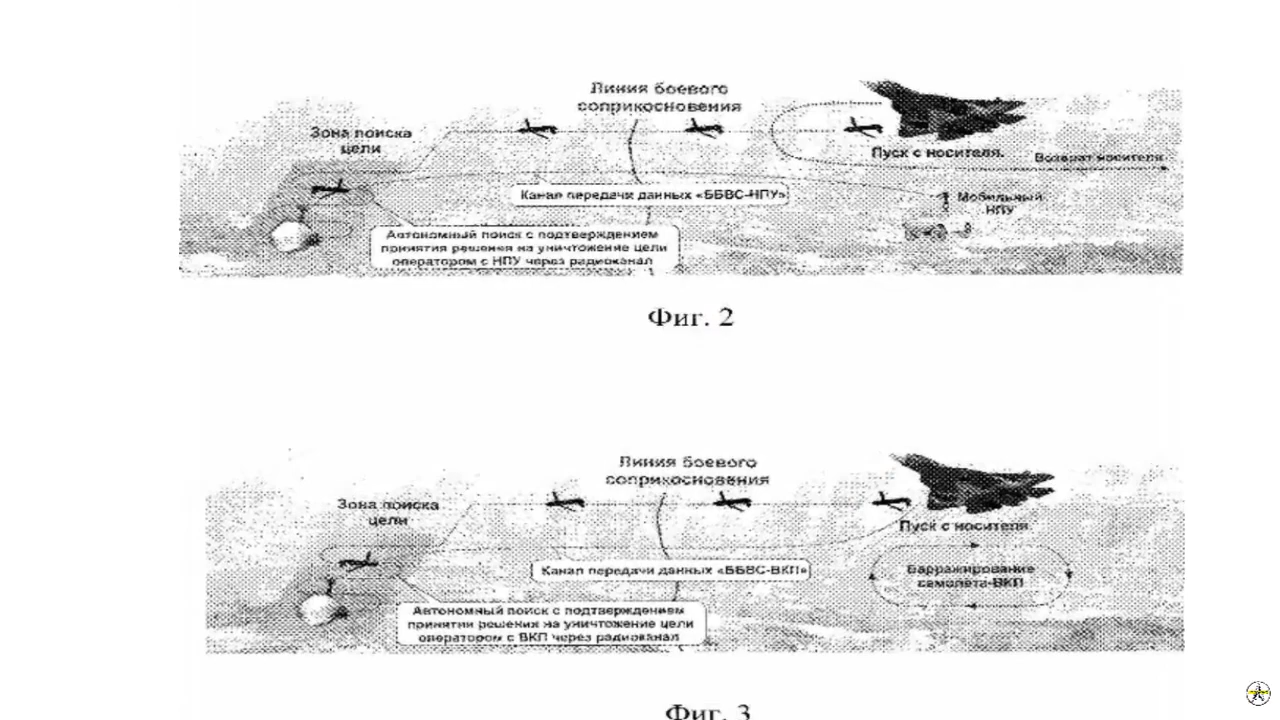 Линия боевого
соприкосновения
Зона поиска
цели
Пуск с носителя.
Возврат носителя
Канал передачи данных «ББВС-НПУ»
Мобильный
НПУ
Автономный поиск с подтверждением
принятия решения на уничтожение цели
оператором с НПУ через радиоканал
Фиг. 2
Линия боевого
соприкосновения
Зона поиска
цели
Пуск с носителя
Канал передачи данных «ББВС-ВКП»
Барражирование
самолета-ВКП
Автономный поиск с подтверждением
принятии решения на уничтожение цели
оператором с ВКП через радиоканал
Фиг. 3